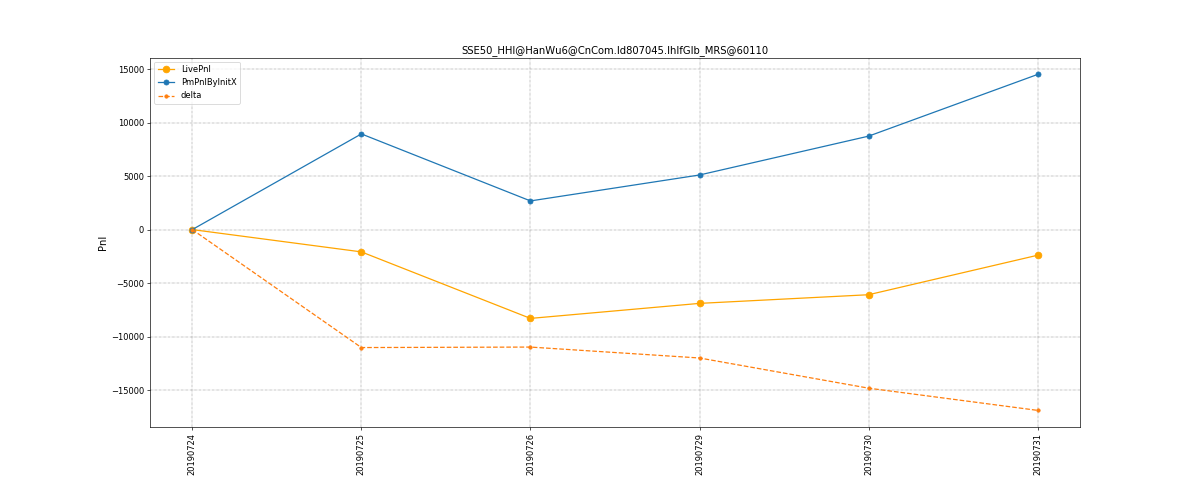 SSE50_HHI@HanWu6@CnCom.Id807045.IhIfGlb_MRS@60110
LivePnl
PmPnlByInitX
delta
15000
10000
5000
0
−5000
−10000
−15000
Pnl
20190724
20190725
20190726
20190729
20190730
20190731